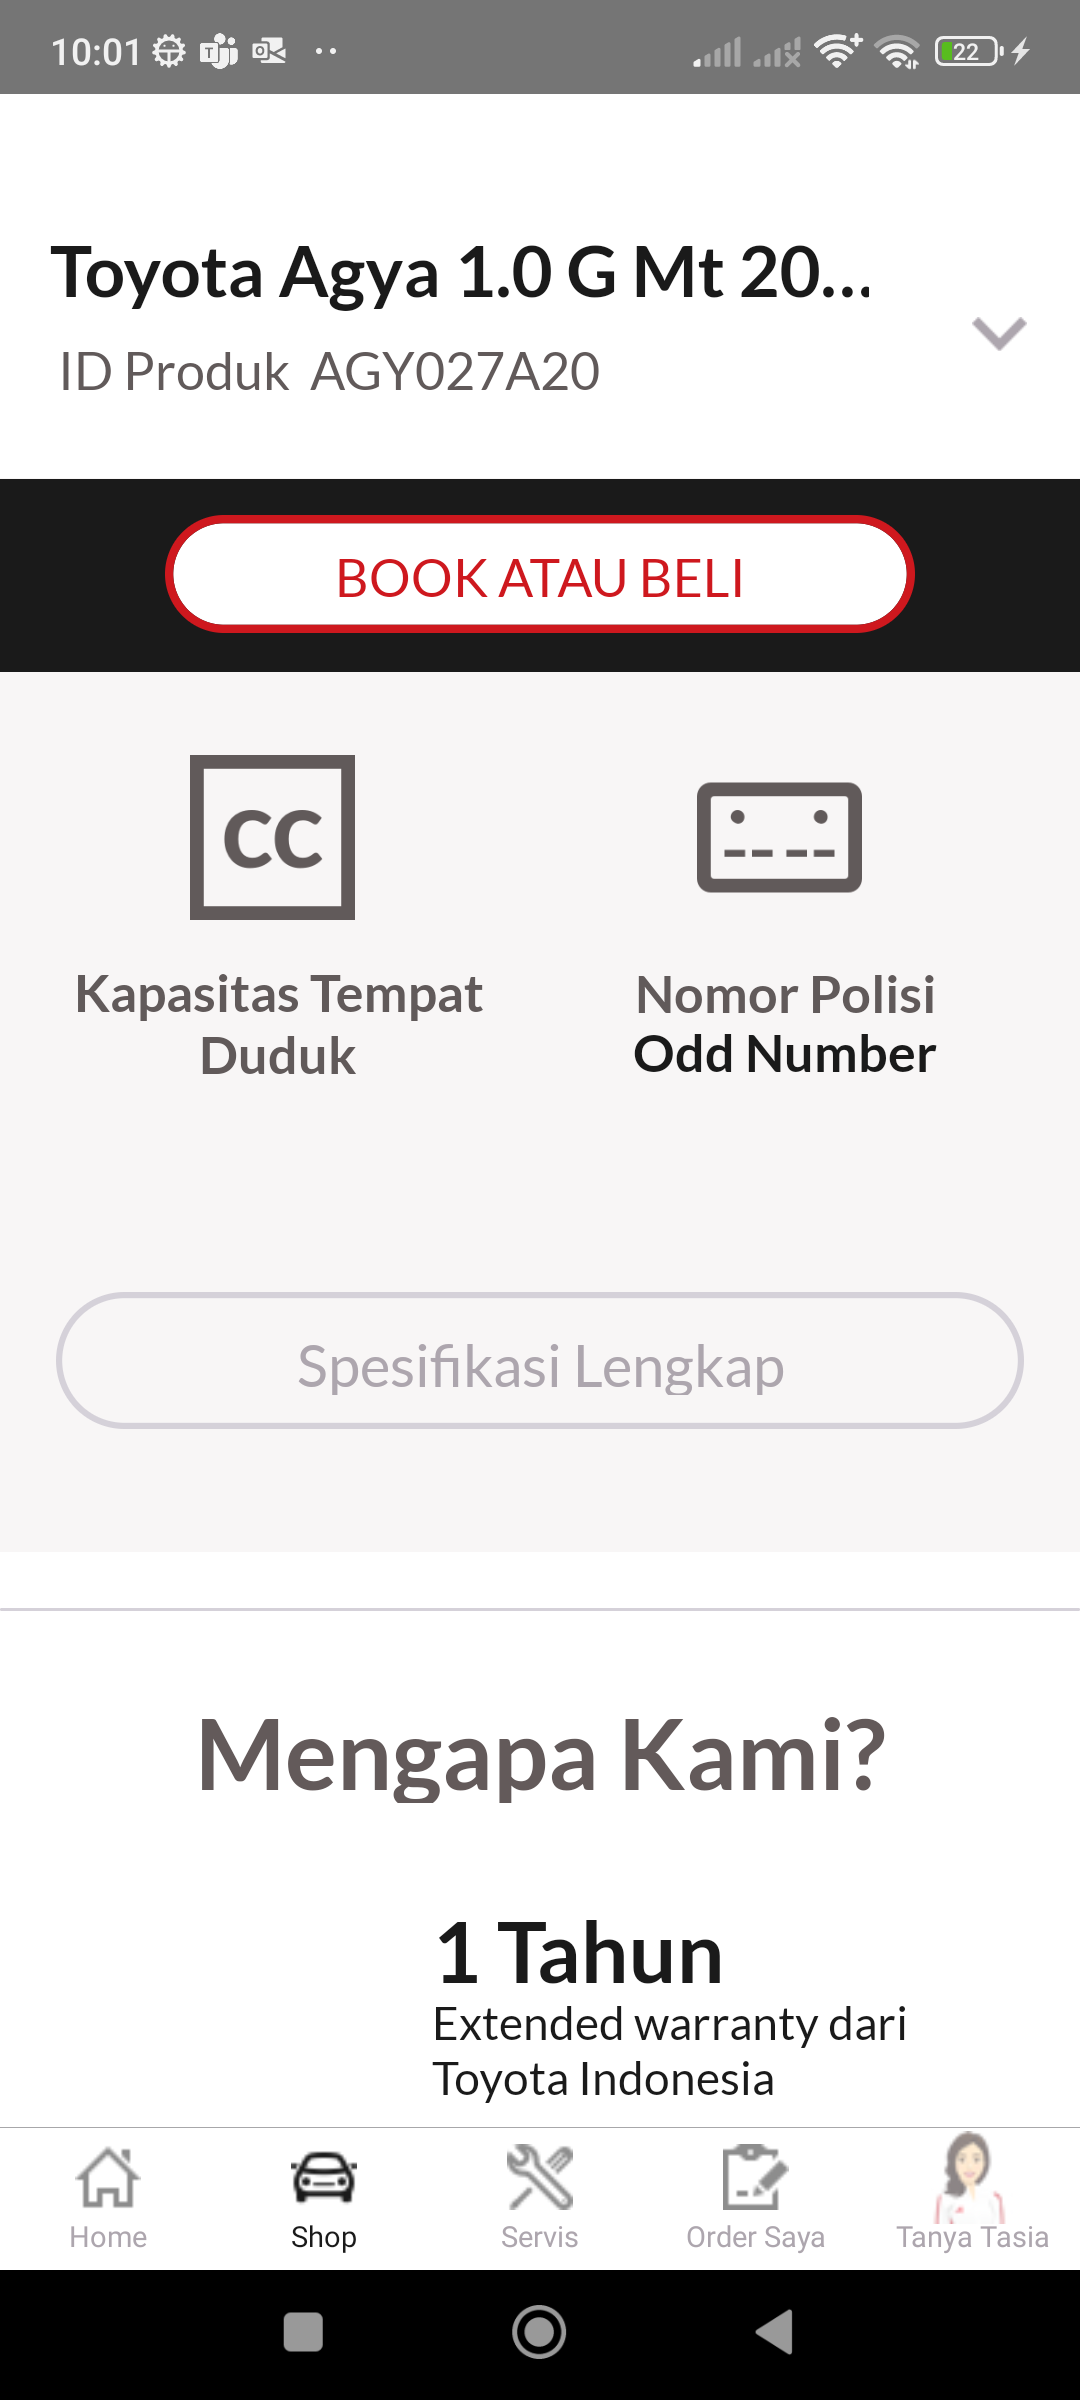 10:01
22
Toyota Agya 1.0 G Mt 20...
ID Produk AGY027A20
BOOK ATAU BELI
CC
Kapasitas Tempat
Duduk
Nomor Polisi
Odd Number
Spesifikasi Lengkap
Mengapa Kami?
1 Tahun
Extended warranty dari
Toyota Indonesia
Home
Shop
Servis
Order Saya
Tanya Tasia